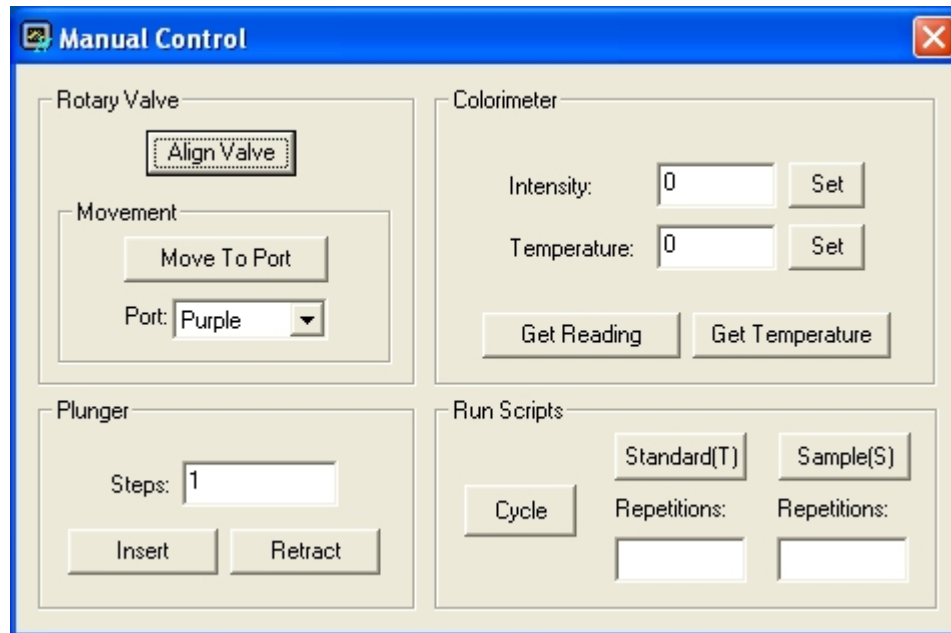 Manual Control
Rotary Valve
Align Valve
Movement
Move To Port
Port: Purple
Colorimeter
Intensity: 0 Set
Temperature: 0 Set
Get Reading Get Temperature
Plunger
Steps: 1
Insert Retract
Run Scripts
Standard(T) Sample(S)
Cycle Repetitions: Repetitions: